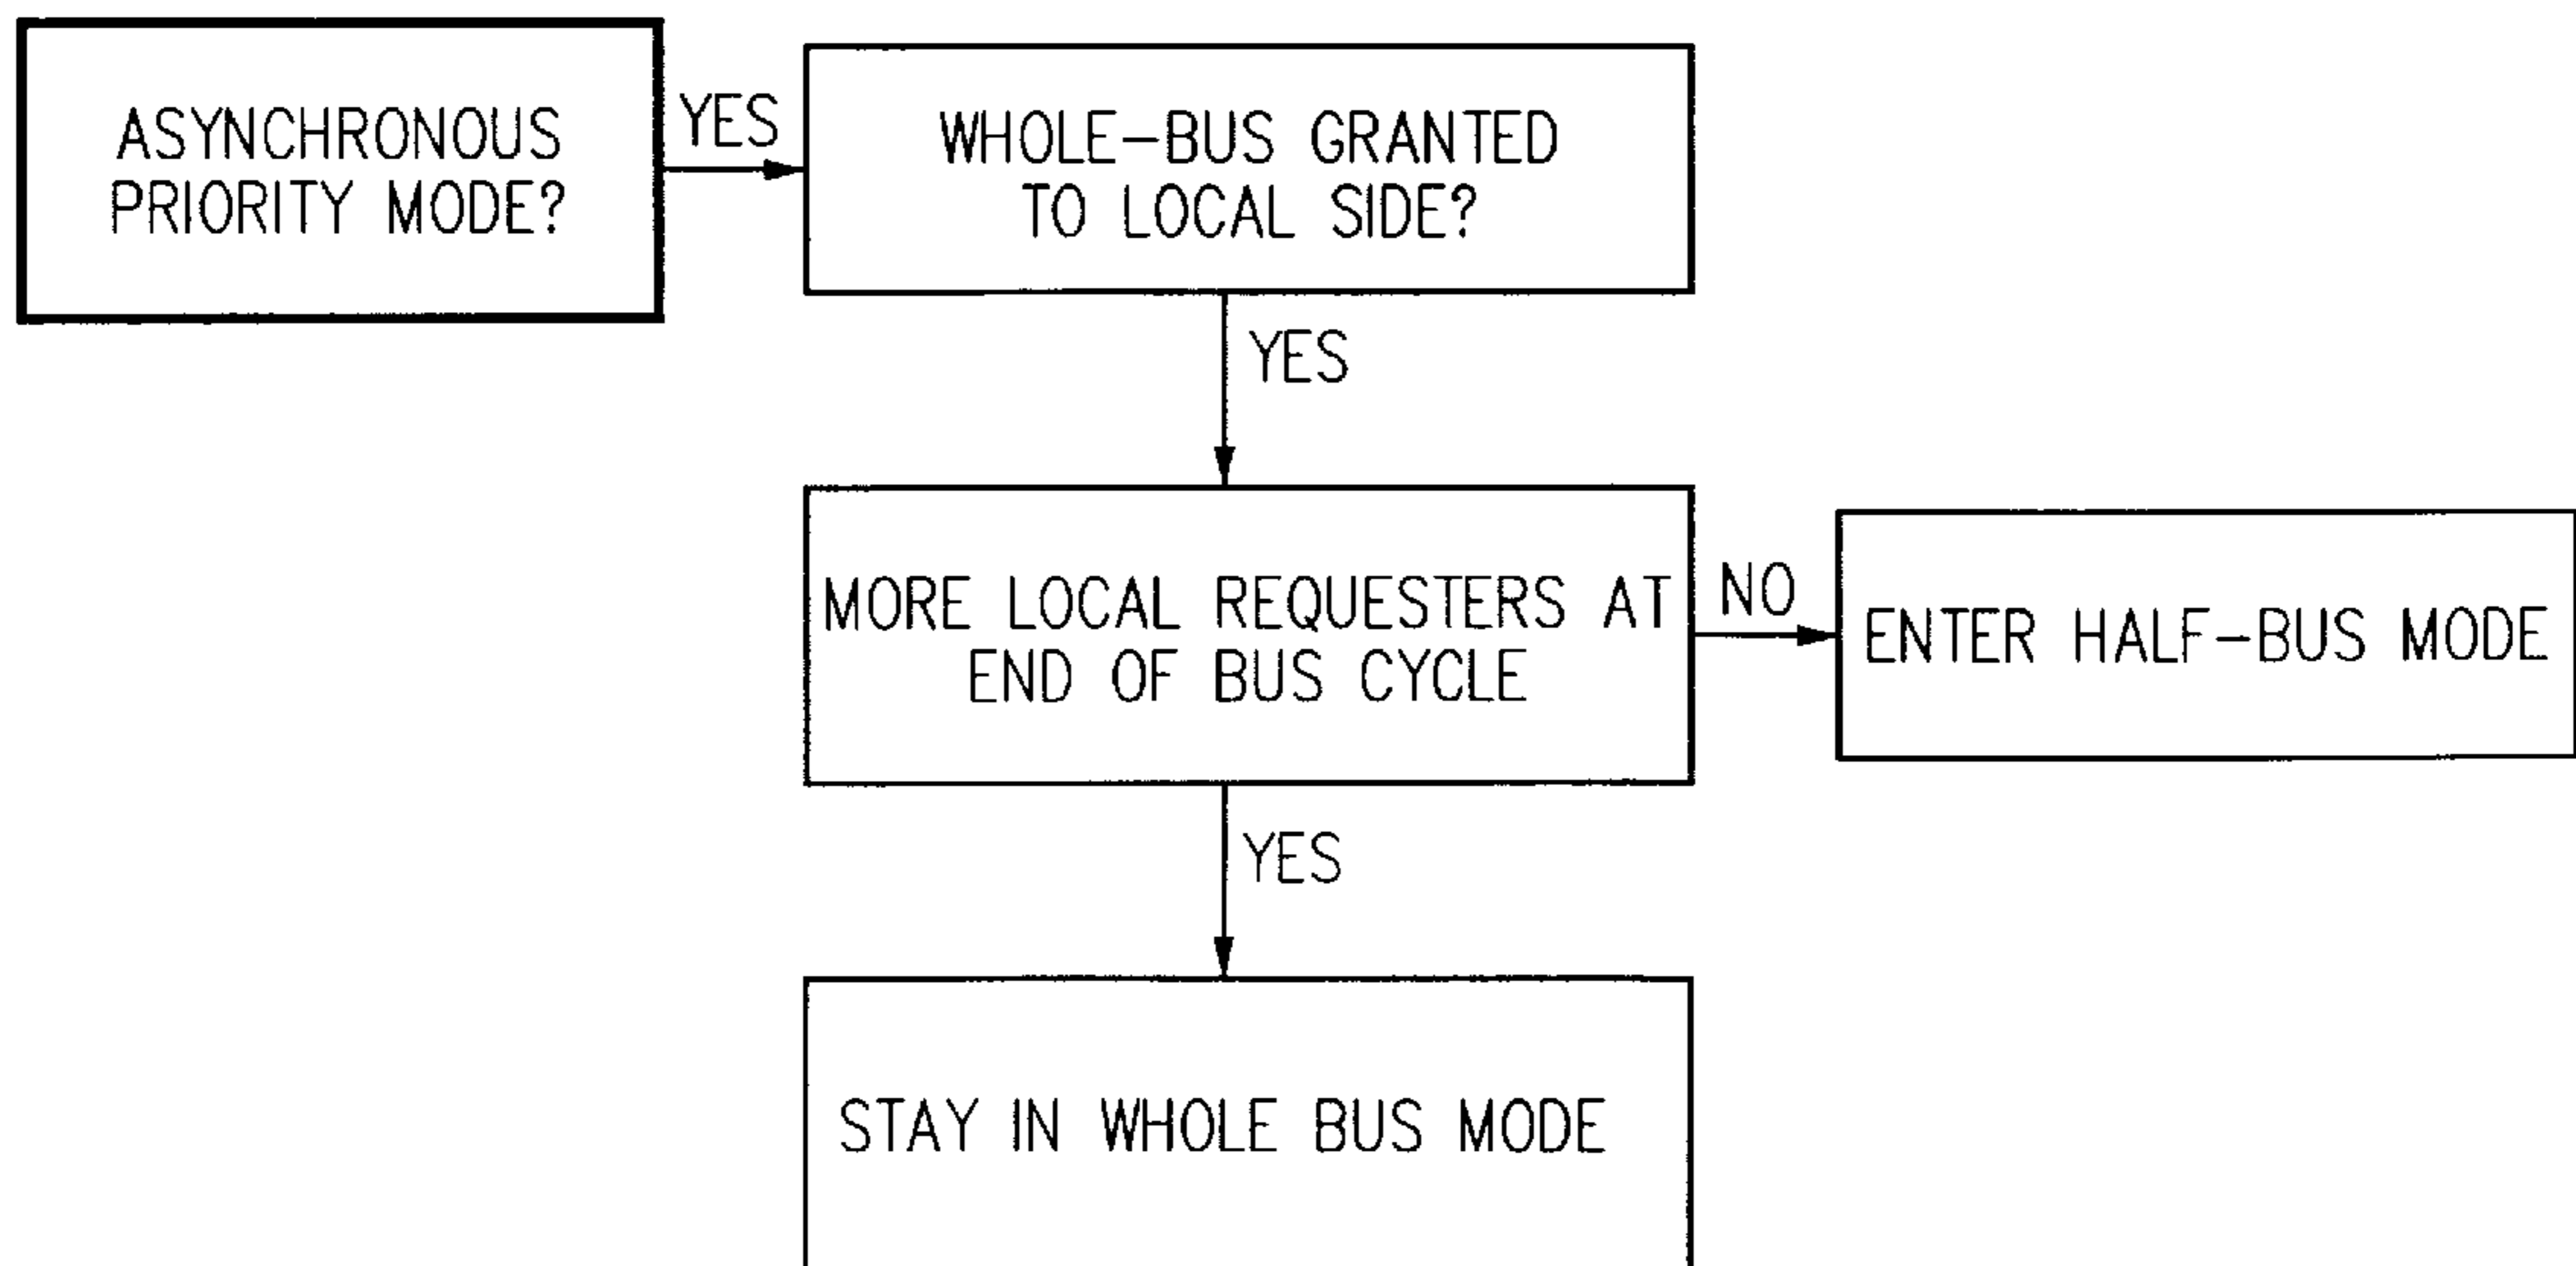 ASYNCHRONOUS
PRIORITY MODE?
YES
WHOLE-BUS GRANTED
TO LOCAL SIDE?
YES
MORE LOCAL REQUESTERS AT
END OF BUS CYCLE
NO
ENTER HALF-BUS MODE
YES
STAY IN WHOLE BUS MODE